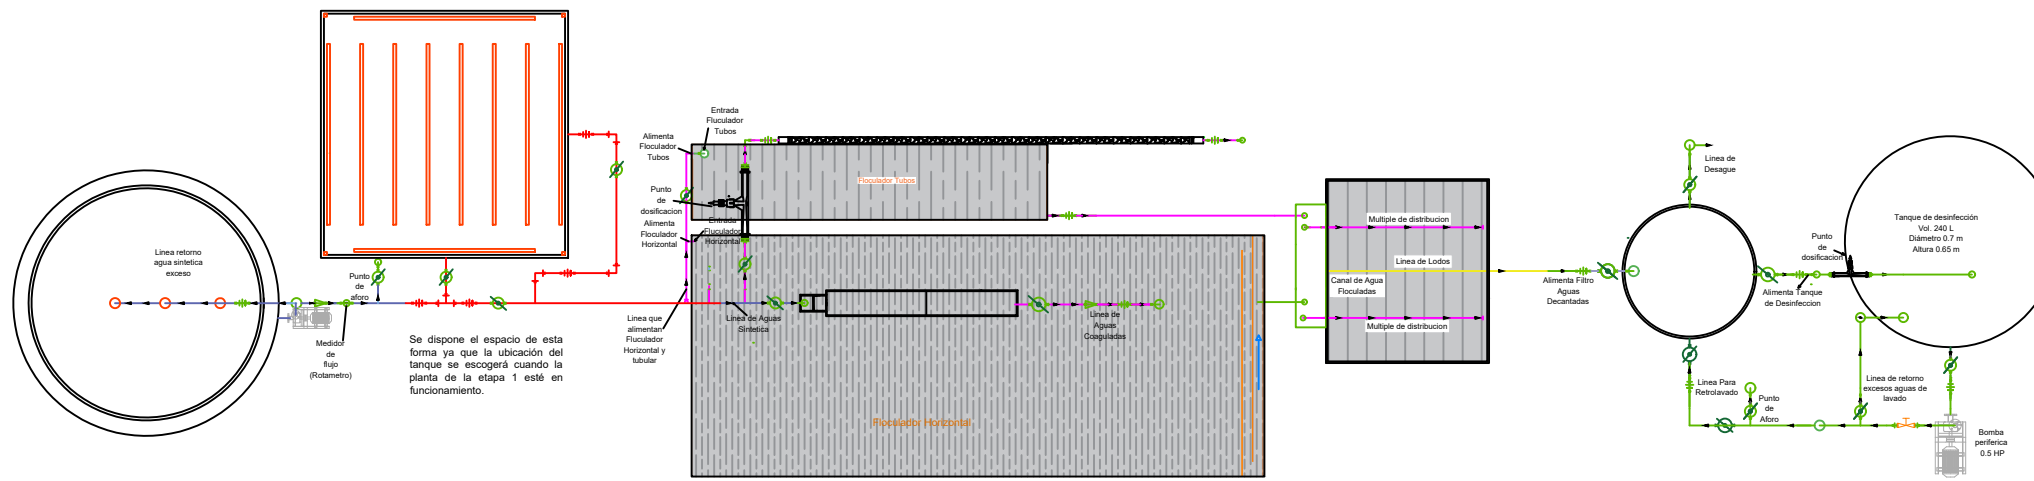 Linea retorno
agua sintetica
exceso
Punto
de
aforo
Medidor
de
flujo
(Rotametro)
Se dispone el espacio de esta
forma ya que la ubicación del
tanque se escogerá cuando la
planta de la etapa 1 esté en
funcionamiento.
Entrada
Fluculador
Tubos
Alimenta
Floculador
Tubos
Punto
de
dosificacion
Alimenta
Floculador
Horizontal
Entrada
Fluculador
Horizontal
Floculador Tubos
Linea que
alimentan
Fluculador
Horizontal y
tubular
Linea de Aguas
Sintetica
Linea de
Aguas
Coaguladas
Floculador Horizontal
Multiple de distribucion
Linea de Lodos
Canal de Agua
Floculadas
Multiple de distribucion
Alimenta Filtro
Aguas
Decantadas
Linea de
Desague
Punto
de
dosificacion
Alimenta Tanque
de Desinfeccion
Tanque de desinfección
Vol. 240 L
Diámetro 0.7 m
Altura 0.65 m
Linea Para
Retrolavado
Punto
de
Aforo
Linea de retorno
excesos aguas de
lavado
Bomba
periferica
0.5 HP